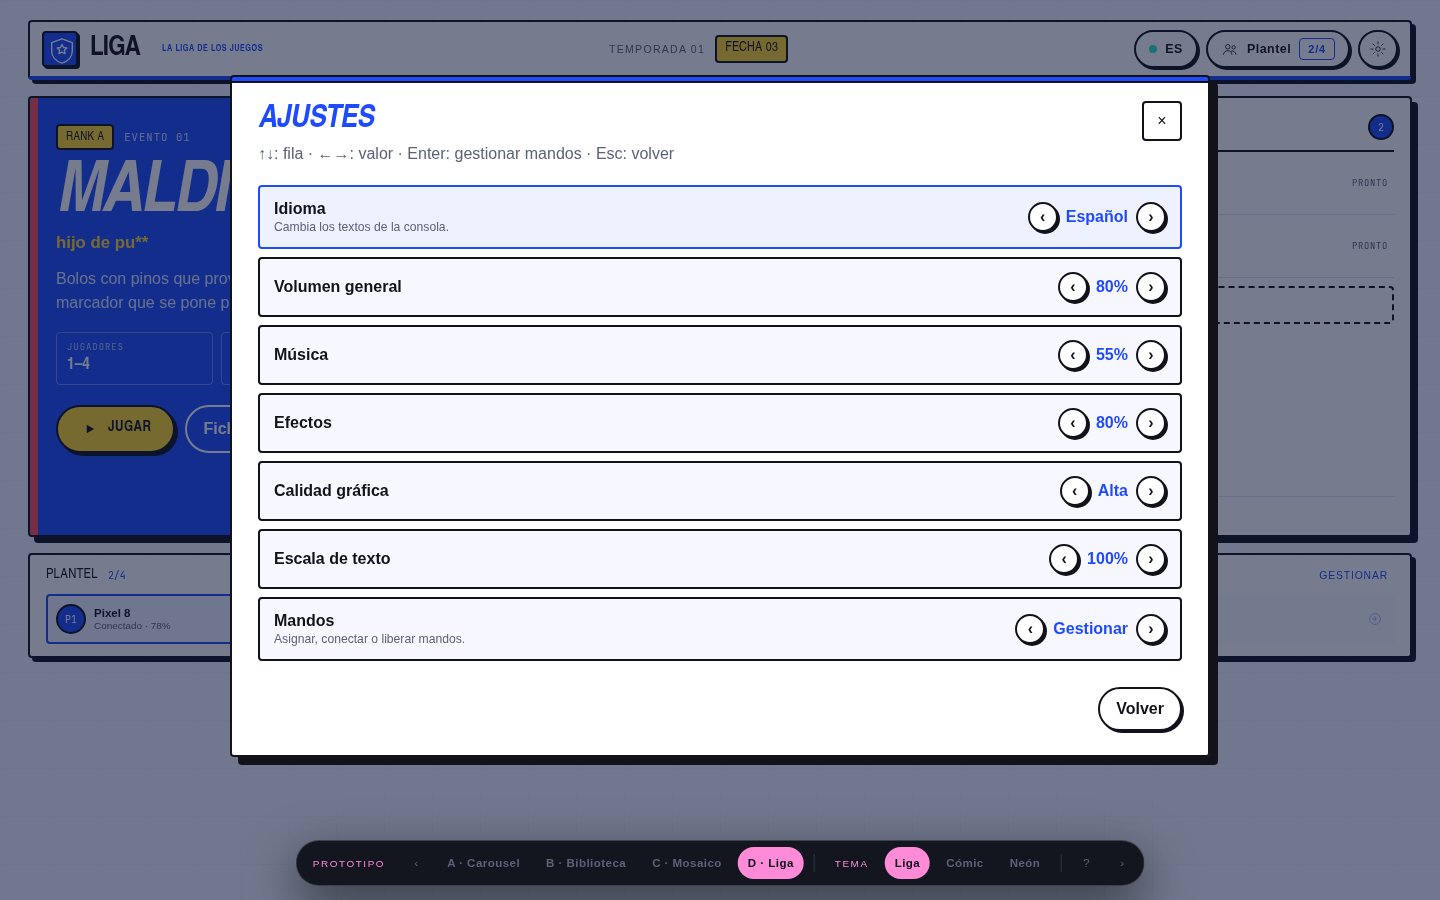 LIGA
LA LIGA DE LOS JUEGOS
TEMPORADA 01
FECHA 03
ES
Plantel
2/4
AJUSTES
×
↑↓: fila · ←→: valor · Enter: gestionar mandos · Esc: volver
RANK A
EVENTO 01
2
MALDI
PRONTO
hijo de pu**
PRONTO
Bolos con pinos que prov
marcador que se pone p
JUGADORES
1–4
JUGAR
Fich
Idioma
Cambia los textos de la consola.
‹ Español ›
Volumen general
‹ 80% ›
Música
‹ 55% ›
Efectos
‹ 80% ›
Calidad gráfica
‹ Alta ›
Escala de texto
‹ 100% ›
Mandos
Asignar, conectar o liberar mandos.
‹ Gestionar ›
Volver
PLANTEL
2/4
GESTIONAR
P1
Pixel 8
Conectado · 78%
PROTOTIPO ‹ A · Carousel B · Biblioteca C · Mosaico D · Liga TEMA Liga Cómic Neón ? ›